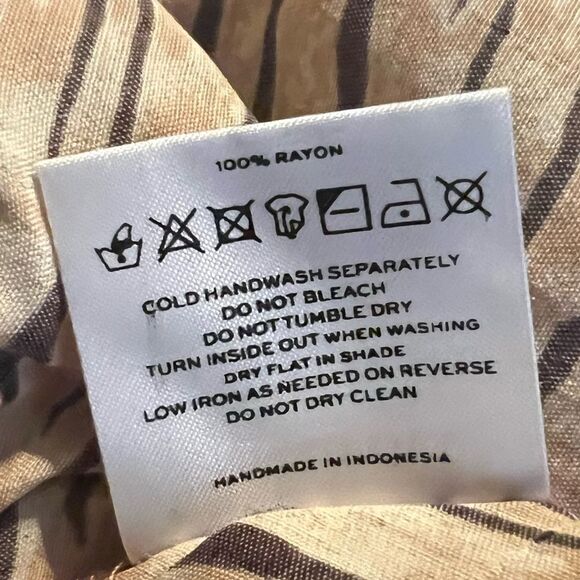 100% RAYON
COLD HANDWASH SEPARATELY
DO NOT BLEACH
DO NOT TUMBLE DRY
TURN INSIDE OUT WHEN WASHING
DRY FLAT IN SHADE
LOW IRON AS NEEDED ON REVERSE
DO NOT DRY CLEAN
HANDMADE IN INDONESIA